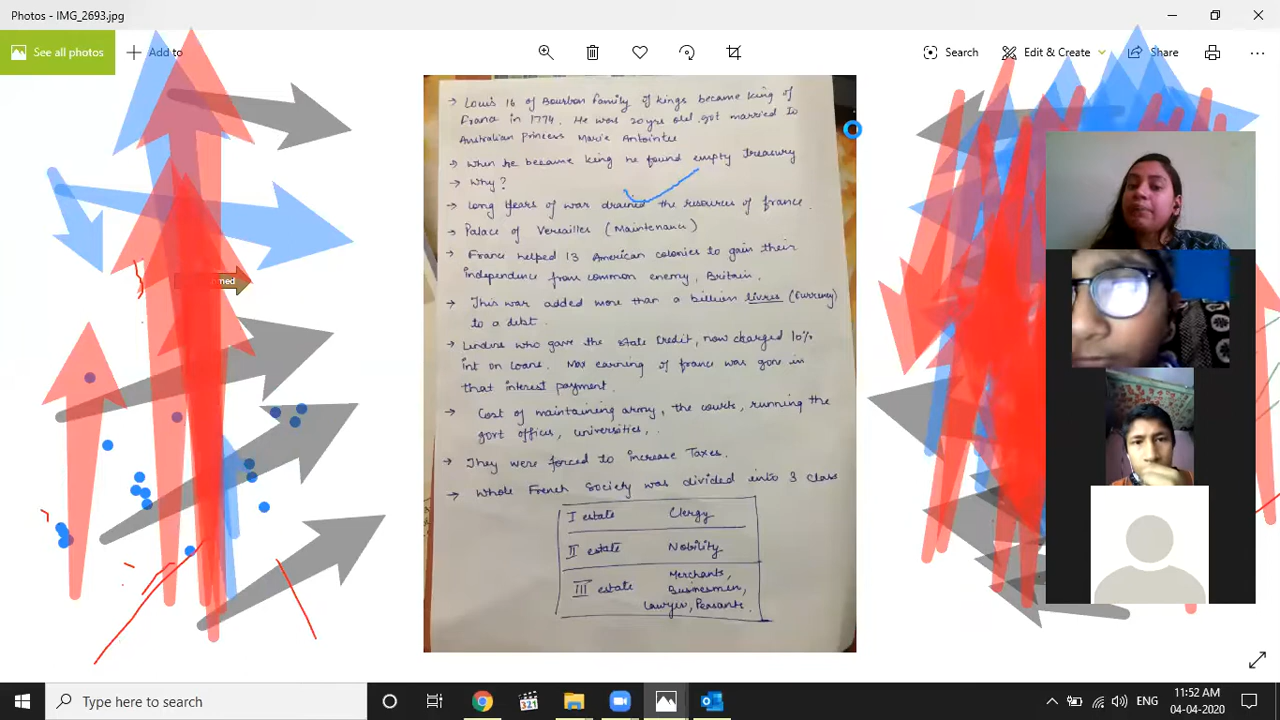 Photos - IMG_2693.jpg
See all photos
Add to
Search
Edit & Create
Share
→ Louis 16 of Bourbon Family of kings became king of
France in 1774. He was 20 yrs old got married to
Australian princess Marie Antointee
→ When he became king he found empty Treasury
→ Why?
→ Long years of war drained the resources of france.
→ Palace of Versailles (Maintenance)
→ France helped 13 American colonies to gain their
independence from common enemy, Britain.
→ This war added more than a billion livres (Currency)
to a debt.
→ Lenders who gave the state credit, now charged 10%
int on loans. Max earning of france was gone in
that interest payment.
→ Cost of maintaining army, the courts, running the
govt offices, universities,.
→ They were forced to increase Taxes.
→ Whole French Society was divided into 3 class
I estate Clergy
II estate Nobility
III estate Merchants,
Businessmen,
Lawyer, Peasants.
Type here to search
ENG
11:52 AM
04-04-2020